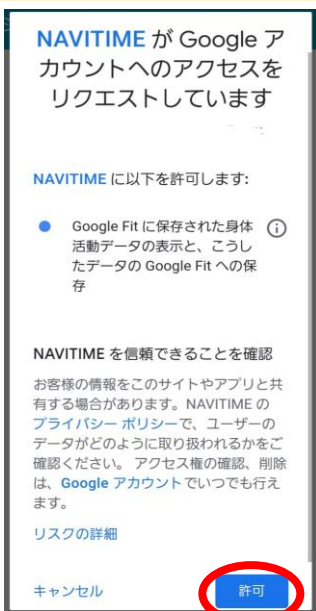 NAVITIME が Google ア
カウントへのアクセスを
リクエストしています
NAVITIME に以下を許可します:
Google Fit に保存された身体
活動データの表示と、こうし
たデータの Google Fit への保
存
NAVITIME を信頼できることを確認
お客様の情報をこのサイトやアプリと共
有する場合があります。NAVITIME の
プライバシー ポリシーで、ユーザーの
データがどのように取り扱われるかをご
確認ください。 アクセス権の確認、削除
は、Google アカウントでいつでも行え
ます。
リスクの詳細
キャンセル 許可